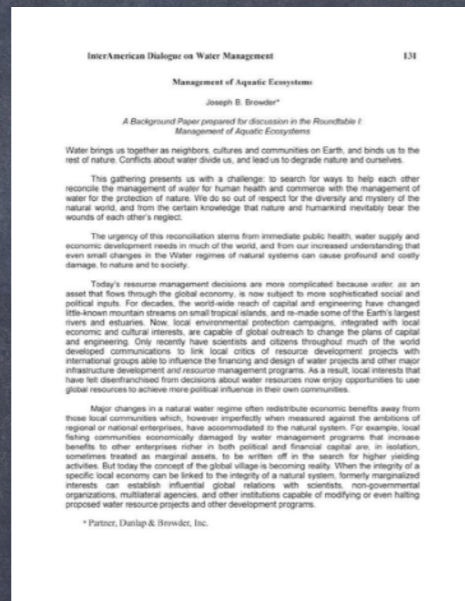 InterAmerican Dialogue on Water Management 131
Management of Aquatic Ecosystems
Joseph B. Browder*
A Background Paper prepared for discussion in the Roundtable I:
Management of Aquatic Ecosystems
Water brings us together as neighbors, cultures and communities on Earth, and binds us to the
rest of nature. Conflicts about water divide us, and lead us to degrade nature and ourselves.
This gathering presents us with a challenge: to search for ways to help each other
reconcile the management of water for human health and commerce with the management of
water for the protection of nature. We do so out of respect for the diversity and mystery of the
natural world, and from the certain knowledge that nature and humankind inevitably bear the
wounds of each other's neglect.
The urgency of this reconciliation stems from immediate public health, water supply and
economic development needs in much of the world, and from our increased understanding that
even small changes in the Water regimes of natural systems can cause profound and costly
damage, to nature and to society.
Today's resource management decisions are more complicated because water, as an
asset that flows through the global economy, is now subject to more sophisticated social and
political inputs. For decades, the world-wide reach of capital and engineering have changed
little-known mountain streams on small tropical islands, and re-made some of the Earth's largest
rivers and estuaries. Now, local environmental protection campaigns, integrated with local
economic and cultural interests, are capable of global outreach to change the plans of capital
and engineering. Only recently have scientists and citizens throughout much of the world
developed communications to link local critics of resource development projects with
international groups able to influence the financing and design of water projects and other major
infrastructure development and resource management programs. As a result, local interests that
have felt disenfranchised from decisions about water resources now enjoy opportunities to use
global resources to achieve more political influence in their own communities.
Major changes in a natural water regime often redistribute economic benefits away from
those local communities which, however imperfectly when measured against the ambitions of
regional or national enterprises, have accommodated to the natural system. For example, local
fishing communities economically damaged by water management programs that increase
benefits to other enterprises richer in both political and financial capital are, in isolation,
sometimes treated as marginal assets, to be written off in the search for higher yielding
activities. But today the concept of the global village is becoming reality. When the integrity of a
specific local economy can be linked to the integrity of a natural system, formerly marginalized
interests can establish influential global relations with scientists, non-governmental
organizations, multilateral agencies, and other institutions capable of modifying or even halting
proposed water resource projects and other development programs.
* Partner, Dunlap & Browder, Inc.